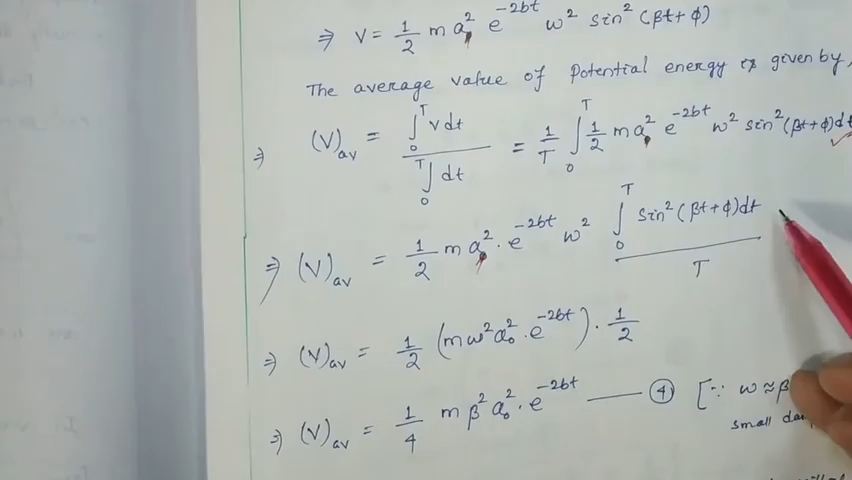 ⇒ V = 1/2 m a₀² e^{-2bt} ω² sin² (βt+φ)
The average value of Potential energy is given by,
⇒ (V)av = ∫₀ᵀ V dt / ∫₀ᵀ dt = 1/T ∫₀ᵀ 1/2 m a₀² e^{-2bt} ω² sin² (βt+φ) dt
⇒ (V)av = 1/2 m a₀² · e^{-2bt} ω² ∫₀ᵀ sin² (βt+φ) dt / T
⇒ (V)av = 1/2 (mω² a₀² · e^{-2bt}) · 1/2
⇒ (V)av = 1/4 m β² a₀² · e^{-2bt} —— ④ [∵ ω ≈ β
small